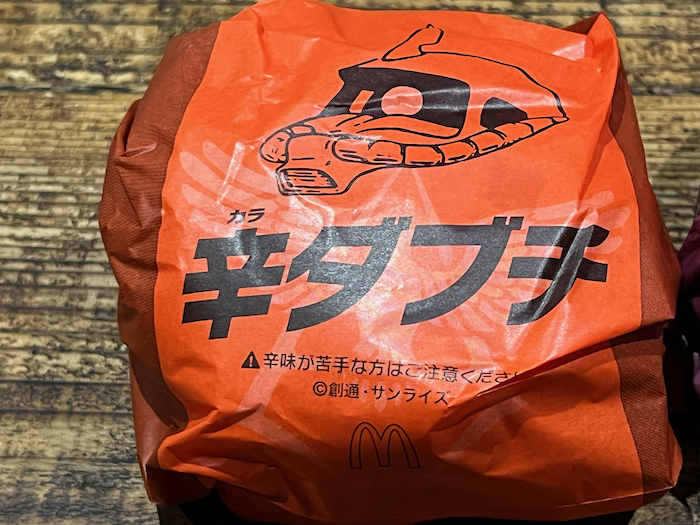 カラ
辛ダブチ
⚠辛味が苦手な方はご注意くださ
©創通・サンライズ